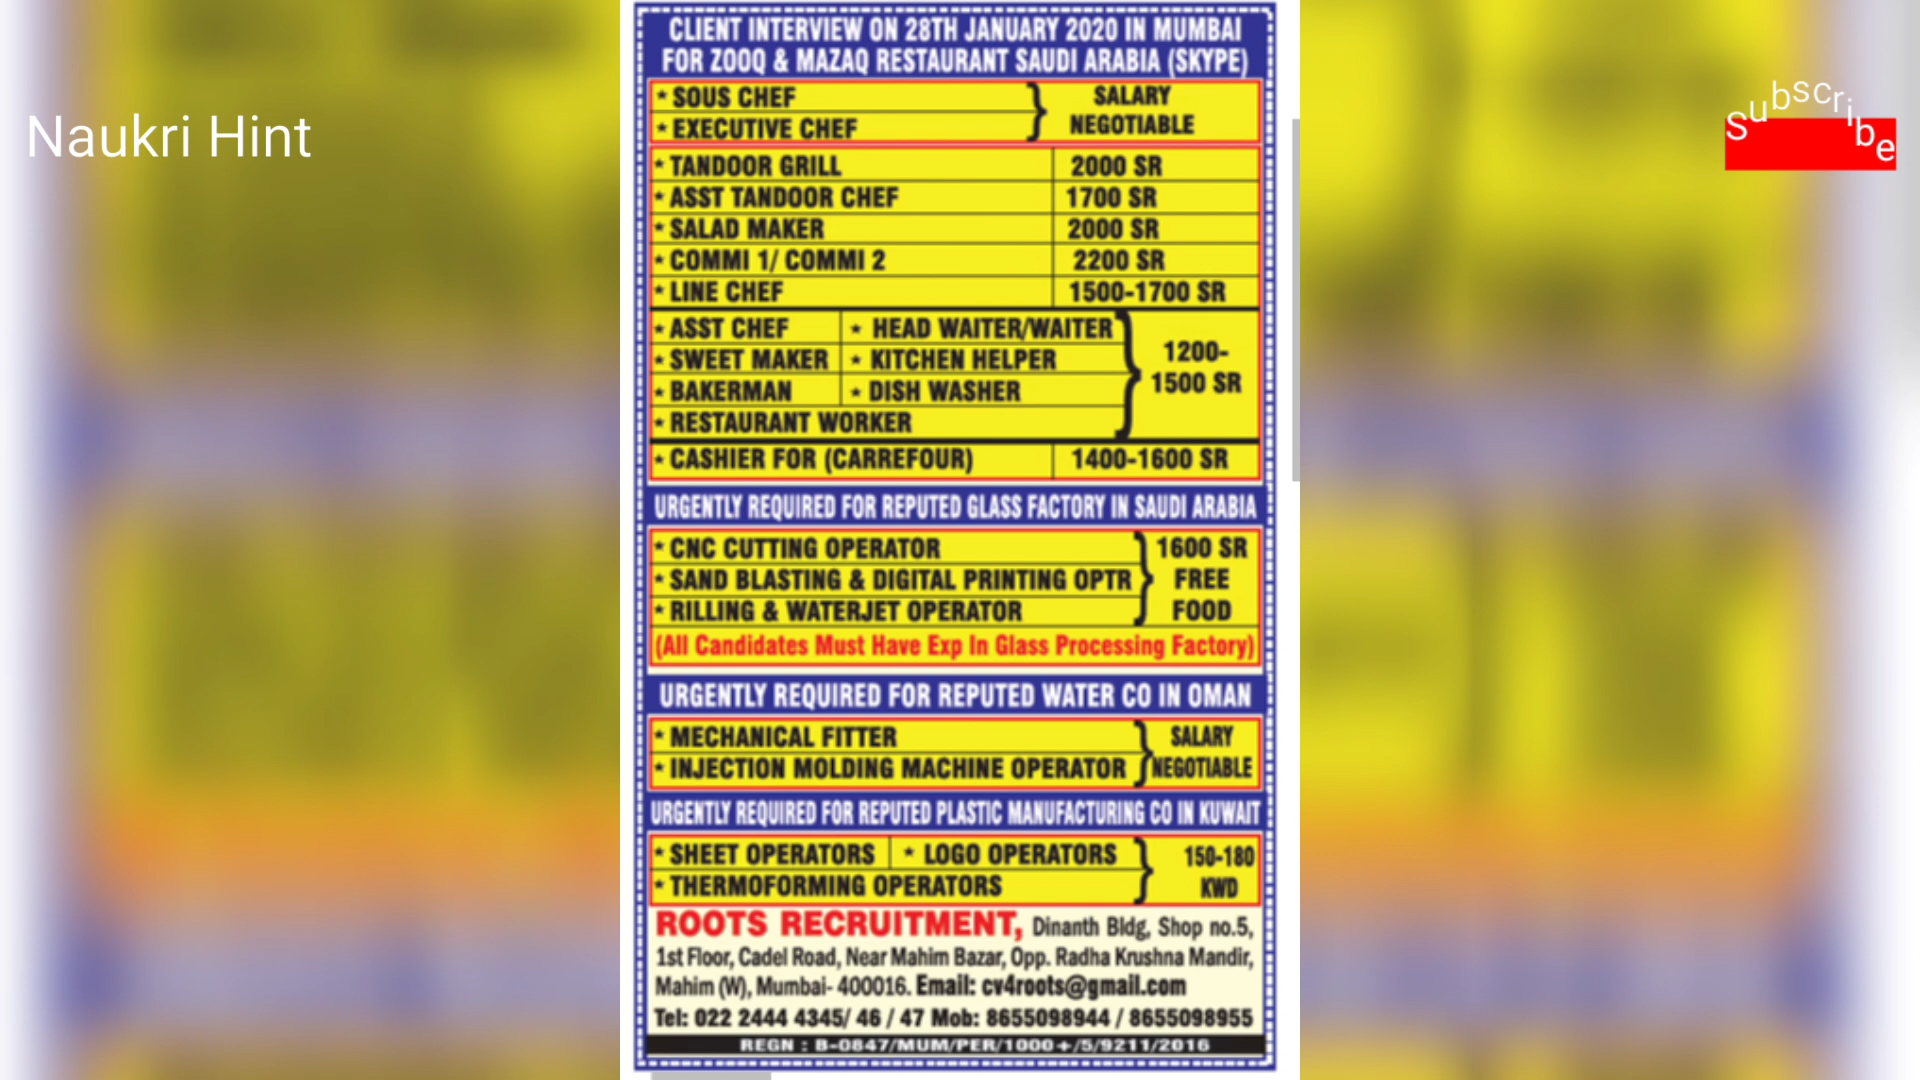 Naukri Hint
Subscribe
CLIENT INTERVIEW ON 28TH JANUARY 2020 IN MUMBAI
FOR ZOOQ & MAZAQ RESTAURANT SAUDI ARABIA (SKYPE)
* SOUS CHEF
* EXECUTIVE CHEF
SALARY
NEGOTIABLE
* TANDOOR GRILL 2000 SR
* ASST TANDOOR CHEF 1700 SR
* SALAD MAKER 2000 SR
* COMMI 1/ COMMI 2 2200 SR
* LINE CHEF 1500-1700 SR
* ASST CHEF * HEAD WAITER/WAITER
* SWEET MAKER * KITCHEN HELPER
* BAKERMAN * DISH WASHER
* RESTAURANT WORKER
1200-
1500 SR
* CASHIER FOR (CARREFOUR) 1400-1600 SR
URGENTLY REQUIRED FOR REPUTED GLASS FACTORY IN SAUDI ARABIA
* CNC CUTTING OPERATOR
* SAND BLASTING & DIGITAL PRINTING OPTR
* RILLING & WATERJET OPERATOR
1600 SR
FREE
FOOD
(All Candidates Must Have Exp In Glass Processing Factory)
URGENTLY REQUIRED FOR REPUTED WATER CO IN OMAN
* MECHANICAL FITTER
* INJECTION MOLDING MACHINE OPERATOR
SALARY
NEGOTIABLE
URGENTLY REQUIRED FOR REPUTED PLASTIC MANUFACTURING CO IN KUWAIT
* SHEET OPERATORS * LOGO OPERATORS
* THERMOFORMING OPERATORS
150-180
KWD
ROOTS RECRUITMENT, Dinanth Bldg, Shop no.5,
1st Floor, Cadel Road, Near Mahim Bazar, Opp. Radha Krushna Mandir,
Mahim (W), Mumbai- 400016. Email: cv4roots@gmail.com
Tel: 022 2444 4345/ 46 / 47 Mob: 8655098944 / 8655098955
REGN : B-0847/MUM/PER/1000+/5/9211/2016